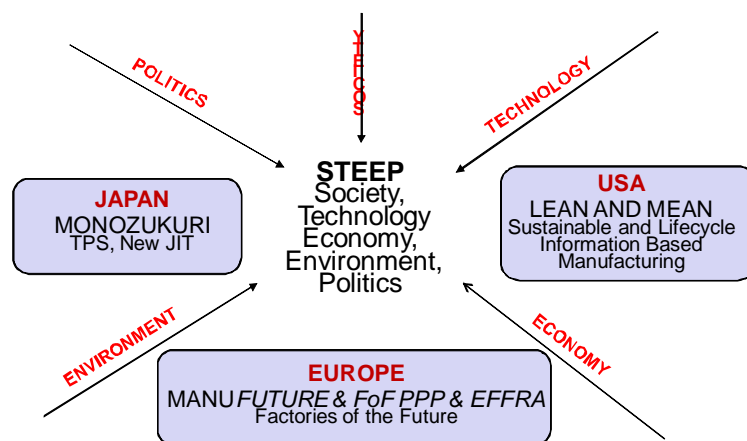 POLITICS
SOCIETY
TECHNOLOGY
STEEP
Society,
Technology
Economy,
Environment,
Politics
JAPAN
MONOZUKURI
TPS, New JIT
USA
LEAN AND MEAN
Sustainable and Lifecycle
Information Based
Manufacturing
ENVIRONMENT
ECONOMY
EUROPE
MANUFUTURE & FoF PPP & EFFRA
Factories of the Future